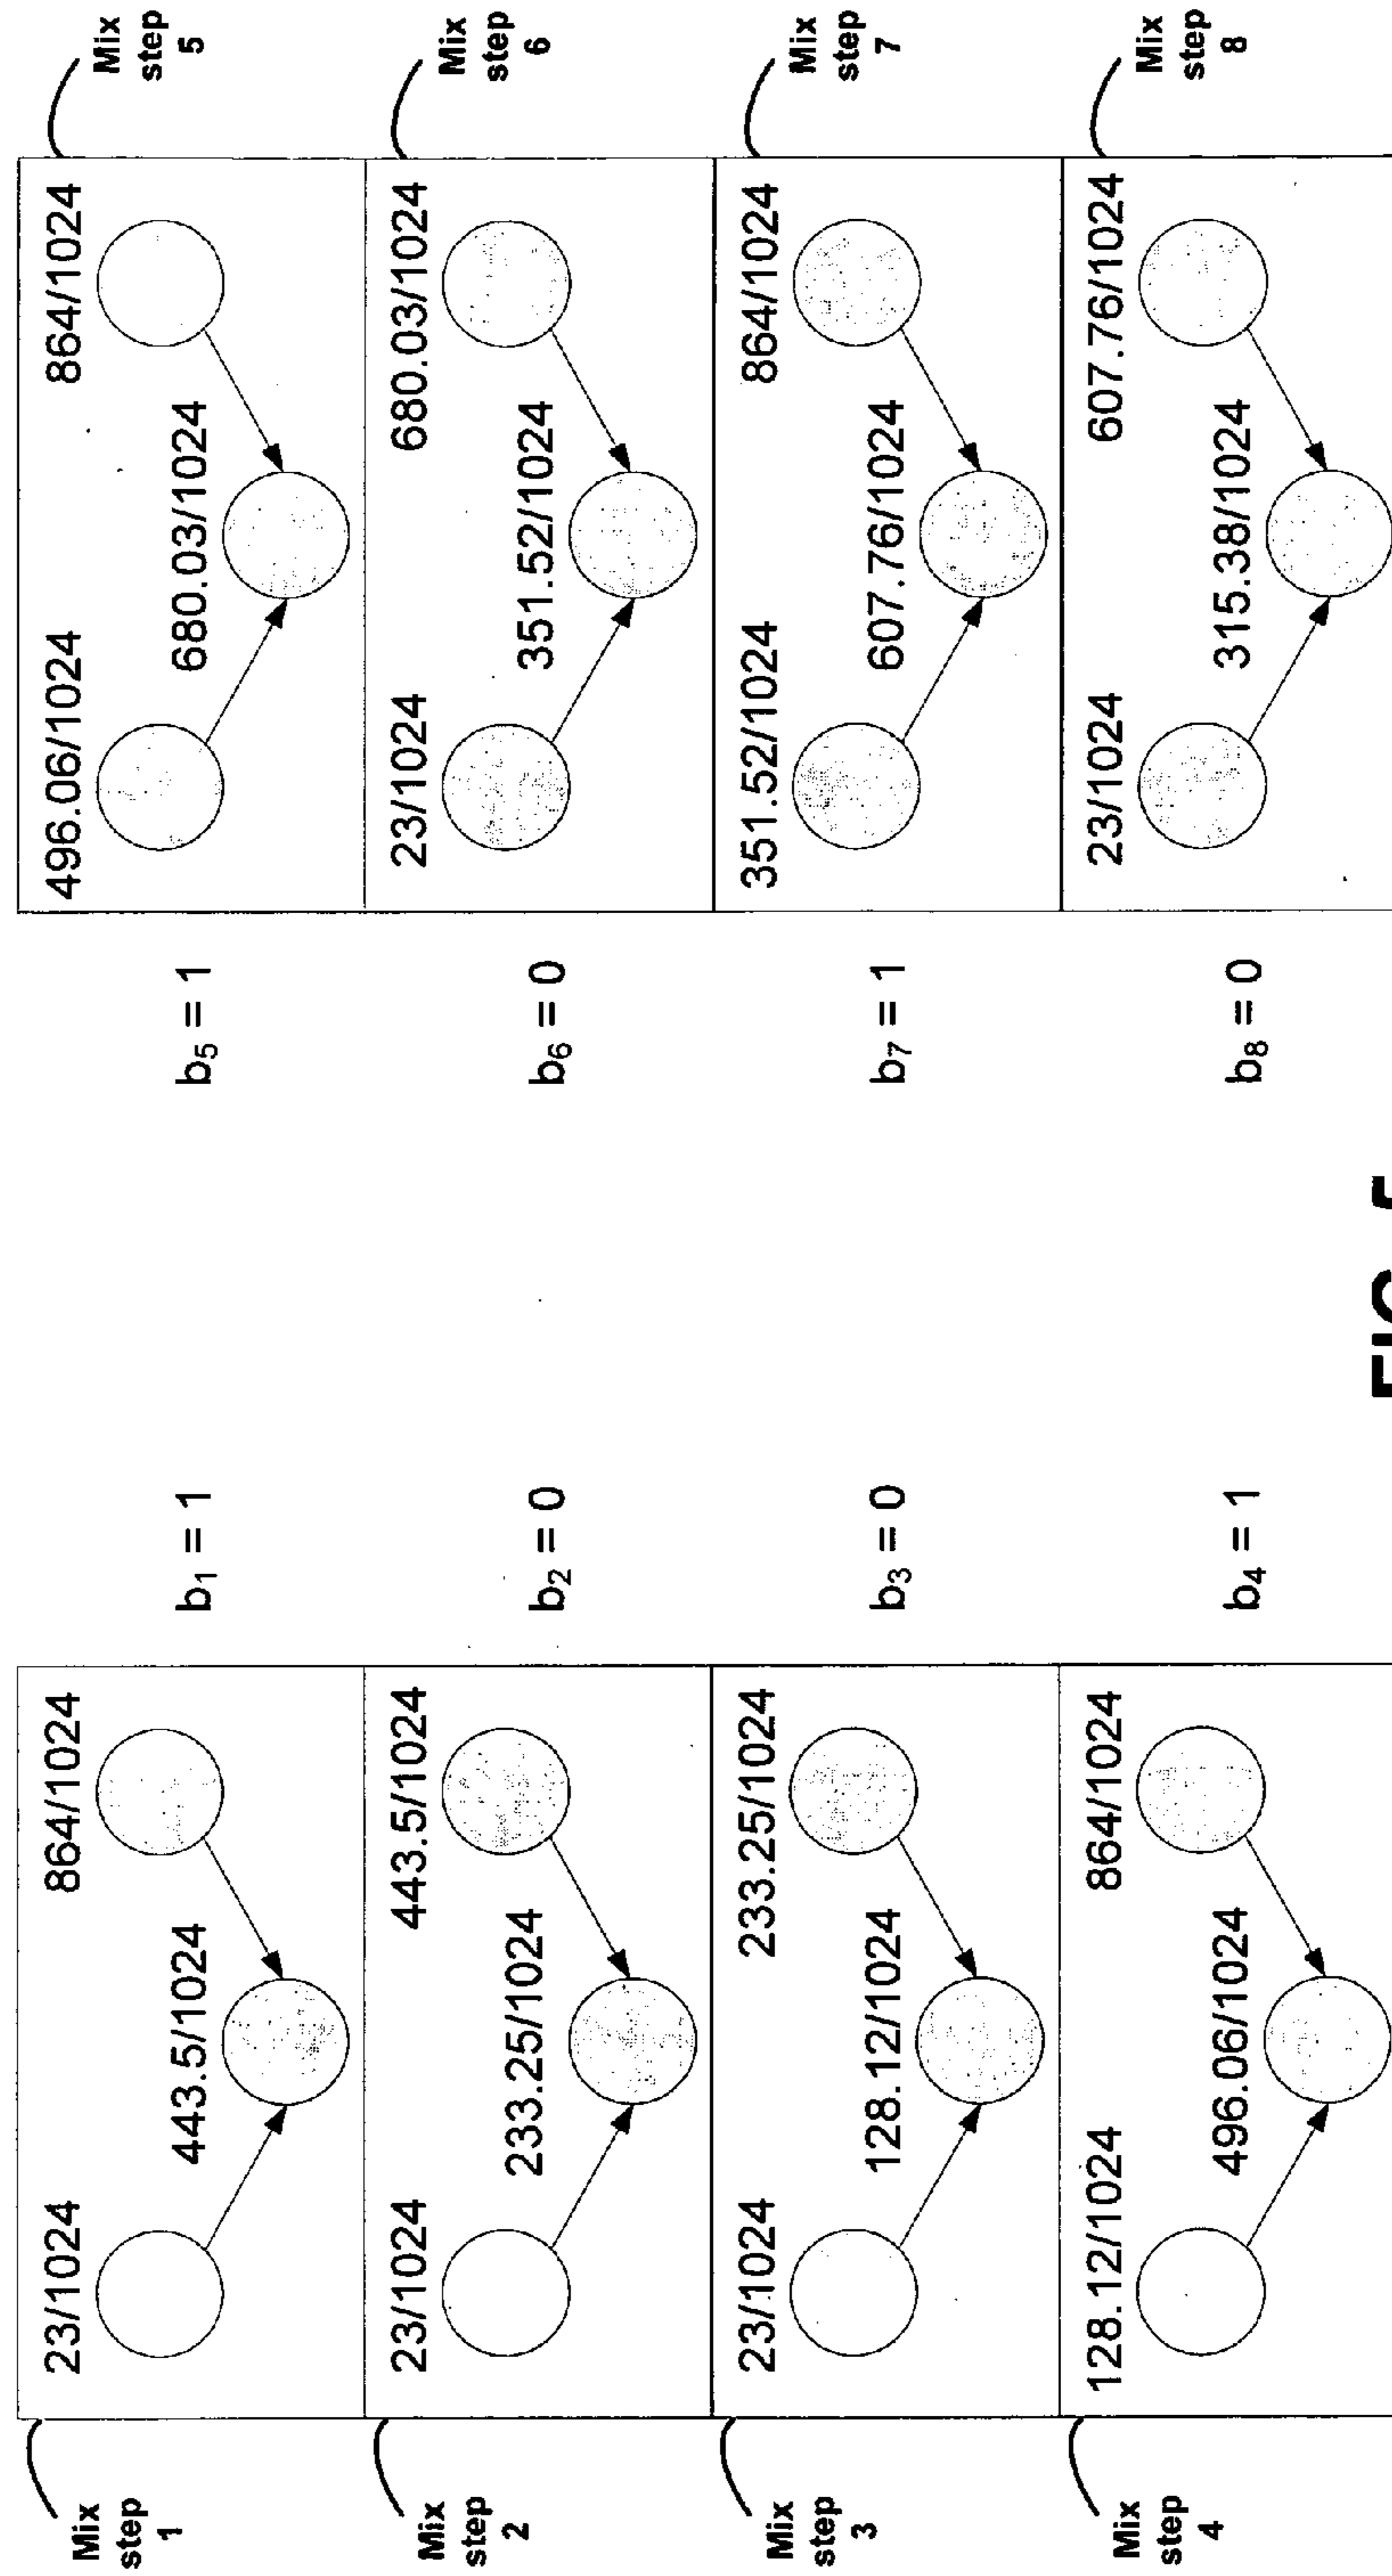 Mix
step
1
23/1024
864/1024
443.5/1024
b₁ = 1
Mix
step
2
23/1024
443.5/1024
233.25/1024
b₂ = 0
Mix
step
3
23/1024
233.25/1024
128.12/1024
b₃ = 0
Mix
step
4
128.12/1024
864/1024
496.06/1024
b₄ = 1
b₅ = 1
496.06/1024
864/1024
680.03/1024
Mix
step
5
b₆ = 0
23/1024
680.03/1024
351.52/1024
Mix
step
6
b₇ = 1
351.52/1024
864/1024
607.76/1024
Mix
step
7
b₈ = 0
23/1024
607.76/1024
315.38/1024
Mix
step
8